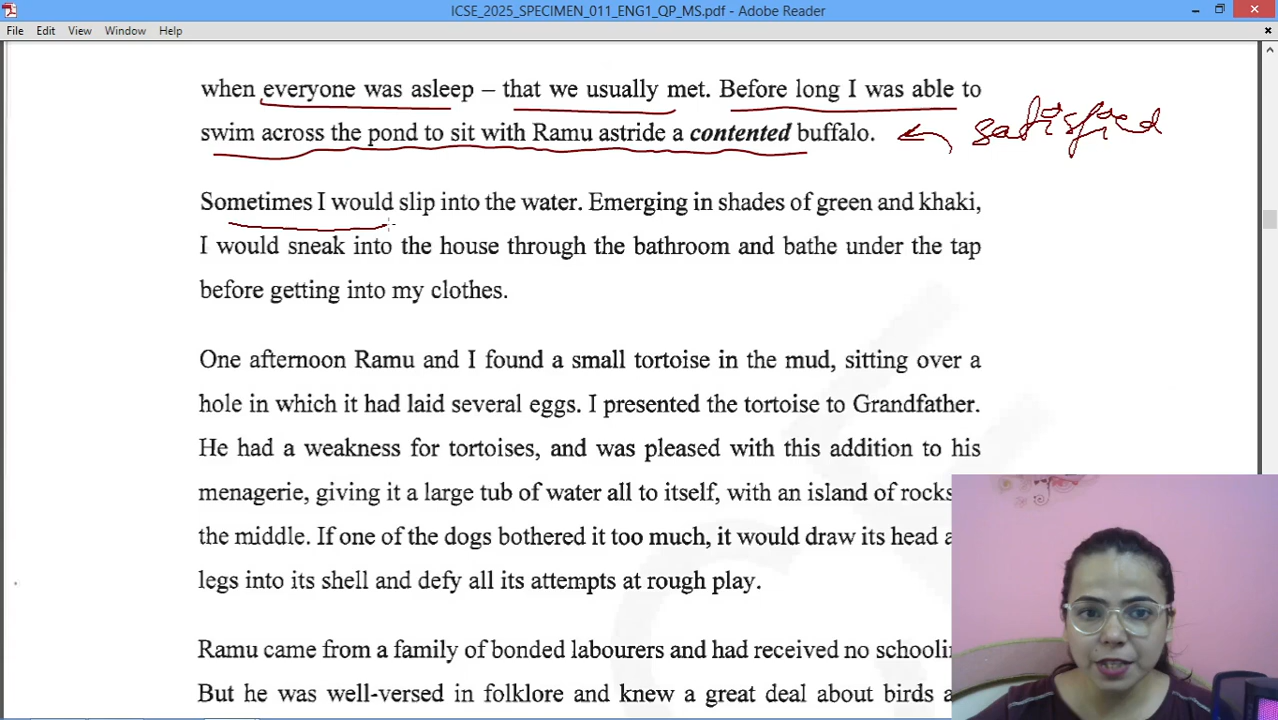 ICSE_2025_SPECIMEN_011_ENG1_QP_MS.pdf - Adobe Reader
File Edit View Window Help
when everyone was asleep – that we usually met. Before long I was able to
swim across the pond to sit with Ramu astride a contented buffalo.
satisfied
Sometimes I would slip into the water. Emerging in shades of green and khaki,
I would sneak into the house through the bathroom and bathe under the tap
before getting into my clothes.
One afternoon Ramu and I found a small tortoise in the mud, sitting over a
hole in which it had laid several eggs. I presented the tortoise to Grandfather.
He had a weakness for tortoises, and was pleased with this addition to his
menagerie, giving it a large tub of water all to itself, with an island of rocks
the middle. If one of the dogs bothered it too much, it would draw its head a
legs into its shell and defy all its attempts at rough play.
Ramu came from a family of bonded labourers and had received no schoolin
But he was well-versed in folklore and knew a great deal about birds a